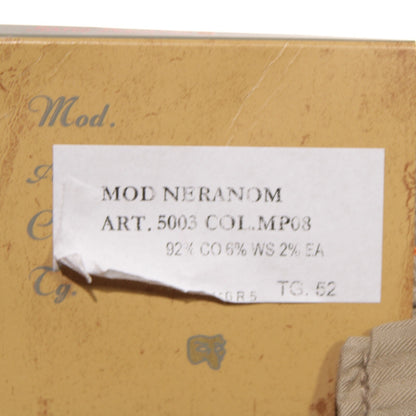 Mod.
MOD NERANOM
ART. 5003 COL.MP08
92% CO 6% WS 2% EA
Tg.
TG. 52